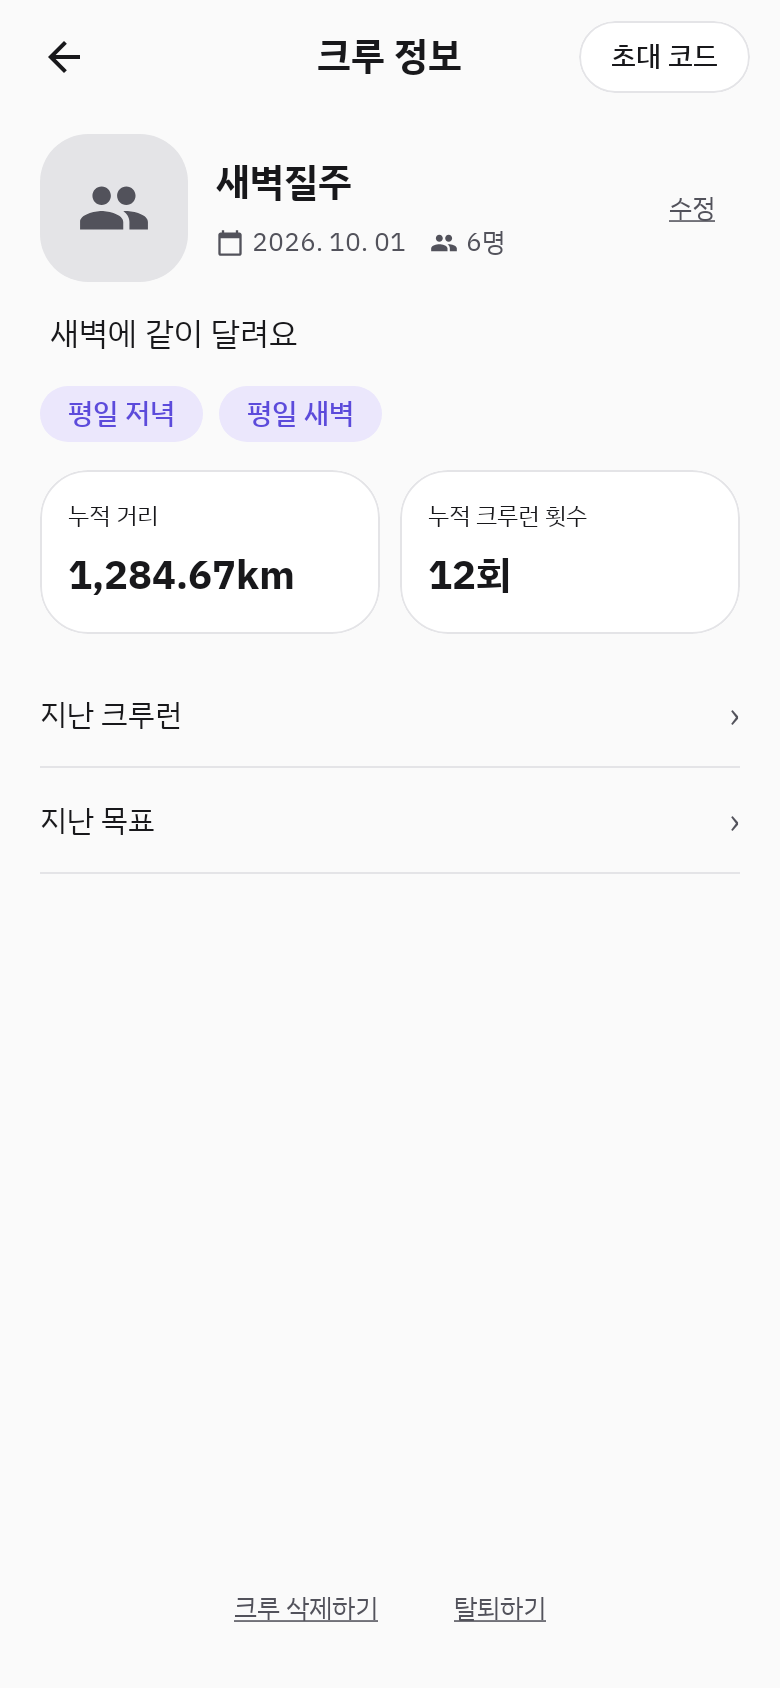 크루 정보
초대 코드
새벽질주
2026. 10. 01 6명
수정
새벽에 같이 달려요
평일 저녁
평일 새벽
누적 거리
1,284.67km
누적 크루런 횟수
12회
지난 크루런
지난 목표
크루 삭제하기
탈퇴하기